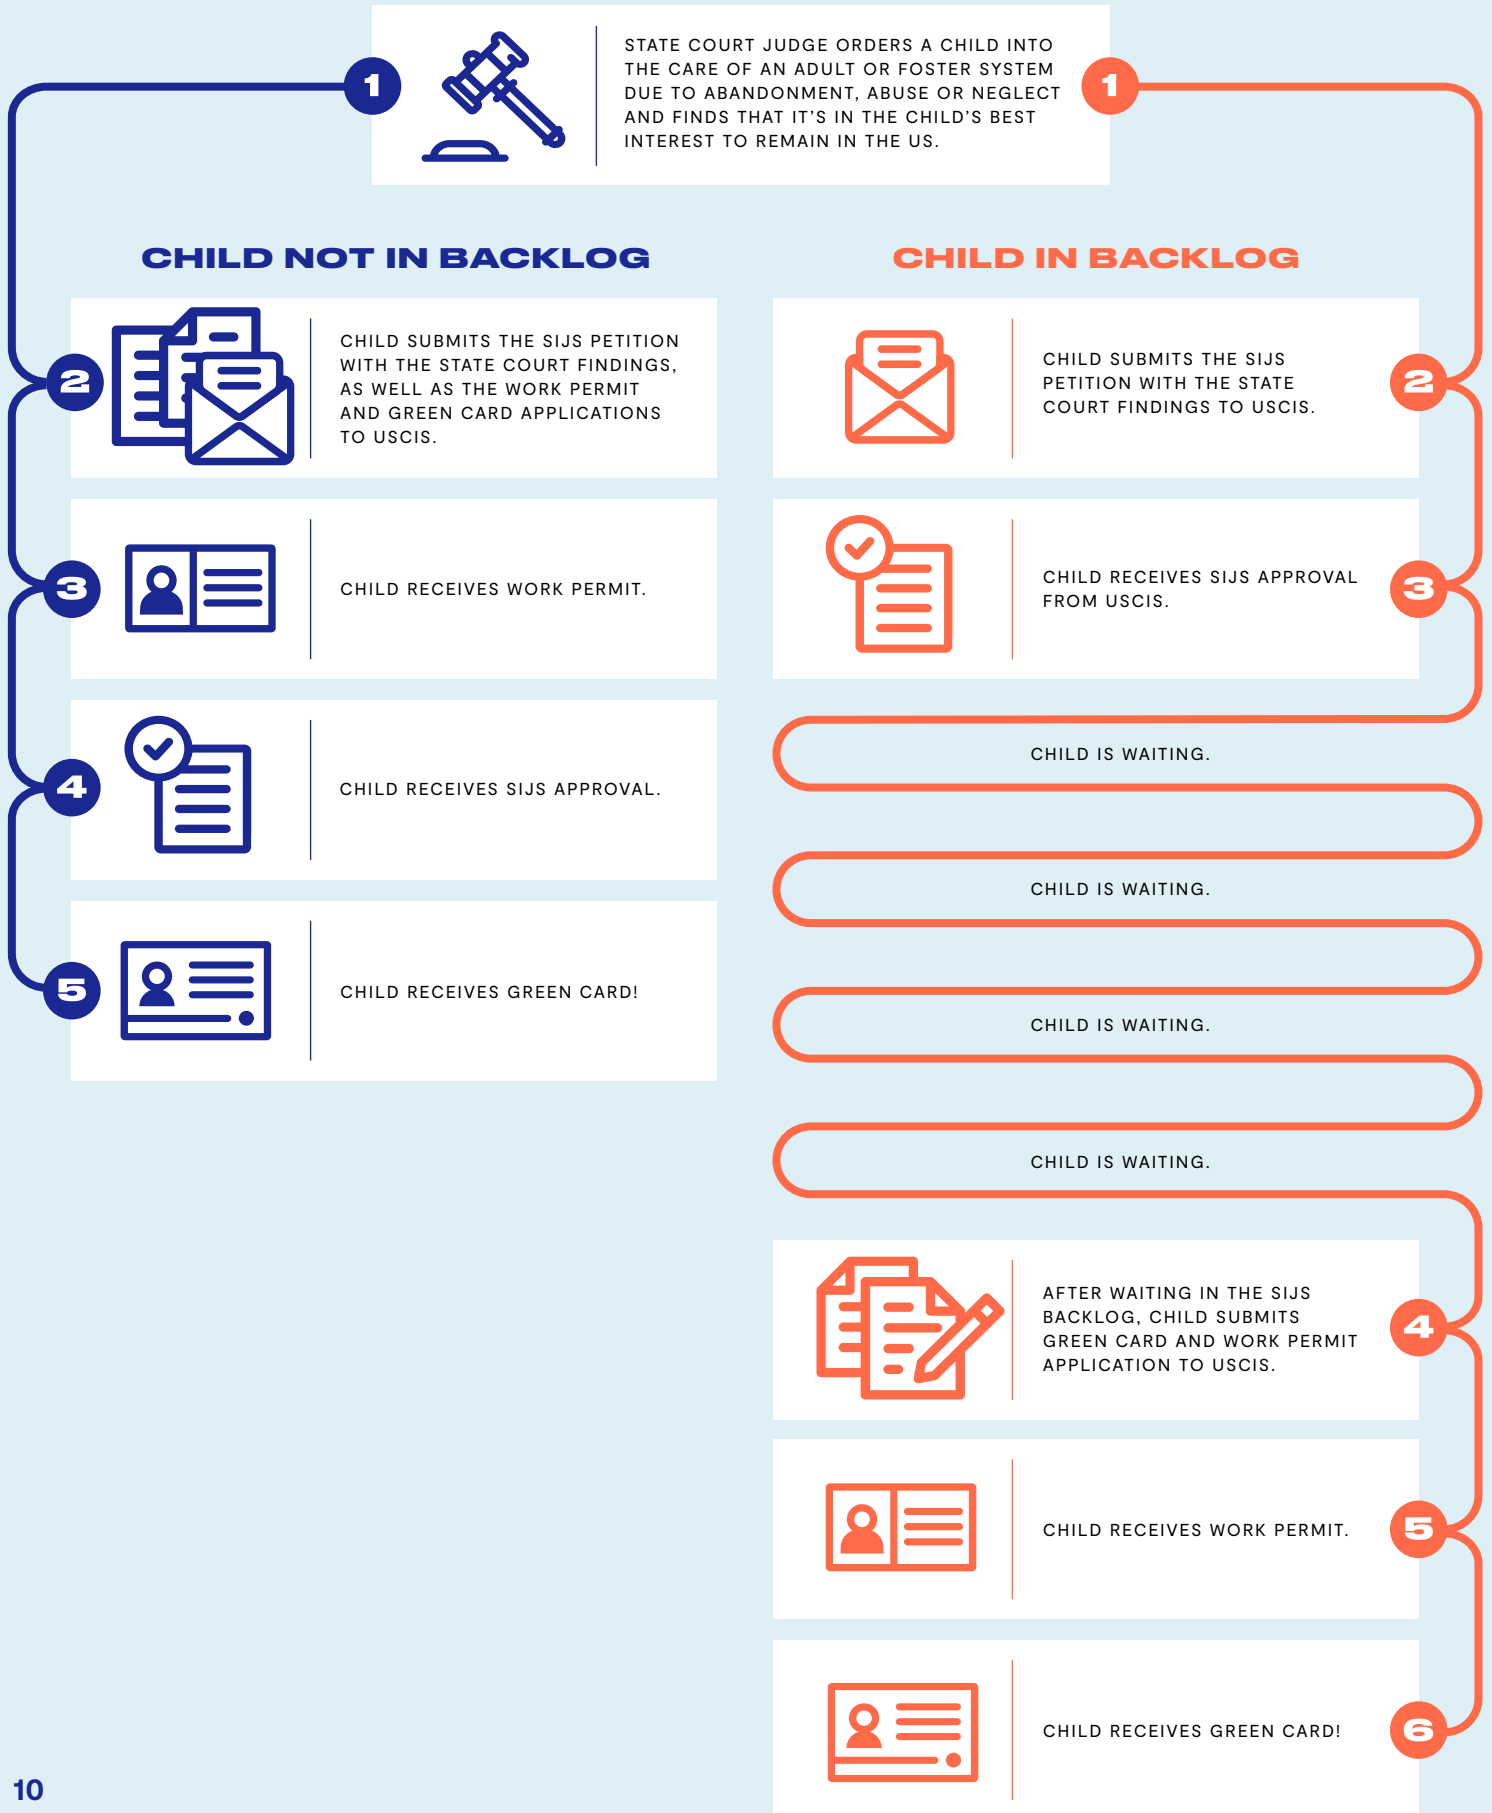 1
STATE COURT JUDGE ORDERS A CHILD INTO
THE CARE OF AN ADULT OR FOSTER SYSTEM
DUE TO ABANDONMENT, ABUSE OR NEGLECT
AND FINDS THAT IT'S IN THE CHILD'S BEST
INTEREST TO REMAIN IN THE US.
1
CHILD NOT IN BACKLOG
2
CHILD SUBMITS THE SIJS PETITION
WITH THE STATE COURT FINDINGS,
AS WELL AS THE WORK PERMIT
AND GREEN CARD APPLICATIONS
TO USCIS.
3
CHILD RECEIVES WORK PERMIT.
4
CHILD RECEIVES SIJS APPROVAL.
5
CHILD RECEIVES GREEN CARD!
CHILD IN BACKLOG
CHILD SUBMITS THE SIJS
PETITION WITH THE STATE
COURT FINDINGS TO USCIS.
2
CHILD RECEIVES SIJS APPROVAL
FROM USCIS.
3
CHILD IS WAITING.
CHILD IS WAITING.
CHILD IS WAITING.
CHILD IS WAITING.
AFTER WAITING IN THE SIJS
BACKLOG, CHILD SUBMITS
GREEN CARD AND WORK PERMIT
APPLICATION TO USCIS.
4
CHILD RECEIVES WORK PERMIT.
5
CHILD RECEIVES GREEN CARD!
6
10